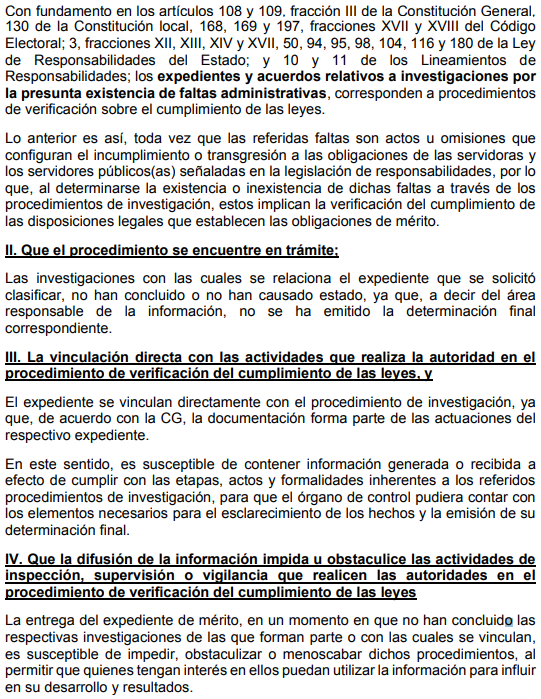 Con fundamento en los artículos 108 y 109, fracción III de la Constitución General,
130 de la Constitución local, 168, 169 y 197, fracciones XVII y XVIII del Código
Electoral; 3, fracciones XII, XIII, XIV y XVII, 50, 94, 95, 98, 104, 116 y 180 de la Ley
de Responsabilidades del Estado; y 10 y 11 de los Lineamientos de
Responsabilidades; los expedientes y acuerdos relativos a investigaciones por
la presunta existencia de faltas administrativas, corresponden a procedimientos
de verificación sobre el cumplimiento de las leyes.
Lo anterior es así, toda vez que las referidas faltas son actos u omisiones que
configuran el incumplimiento o transgresión a las obligaciones de las servidoras y
los servidores públicos(as) señaladas en la legislación de responsabilidades, por lo
que, al determinarse la existencia o inexistencia de dichas faltas a través de los
procedimientos de investigación, estos implican la verificación del cumplimiento de
las disposiciones legales que establecen las obligaciones de mérito.
II. Que el procedimiento se encuentre en trámite;
Las investigaciones con las cuales se relaciona el expediente que se solicitó
clasificar, no han concluido o no han causado estado, ya que, a decir del área
responsable de la información, no se ha emitido la determinación final
correspondiente.
III. La vinculación directa con las actividades que realiza la autoridad en el
procedimiento de verificación del cumplimiento de las leyes, y
El expediente se vinculan directamente con el procedimiento de investigación, ya
que, de acuerdo con la CG, la documentación forma parte de las actuaciones del
respectivo expediente.
En este sentido, es susceptible de contener información generada o recibida a
efecto de cumplir con las etapas, actos y formalidades inherentes a los referidos
procedimientos de investigación, para que el órgano de control pudiera contar con
los elementos necesarios para el esclarecimiento de los hechos y la emisión de su
determinación final.
IV. Que la difusión de la información impida u obstaculice las actividades de
inspección, supervisión o vigilancia que realicen las autoridades en el
procedimiento de verificación del cumplimiento de las leyes
La entrega del expediente de mérito, en un momento en que no han concluido las
respectivas investigaciones de las que forman parte o con las cuales se vinculan,
es susceptible de impedir, obstaculizar o menoscabar dichos procedimientos, al
permitir que quienes tengan interés en ellos puedan utilizar la información para influir
en su desarrollo y resultados.